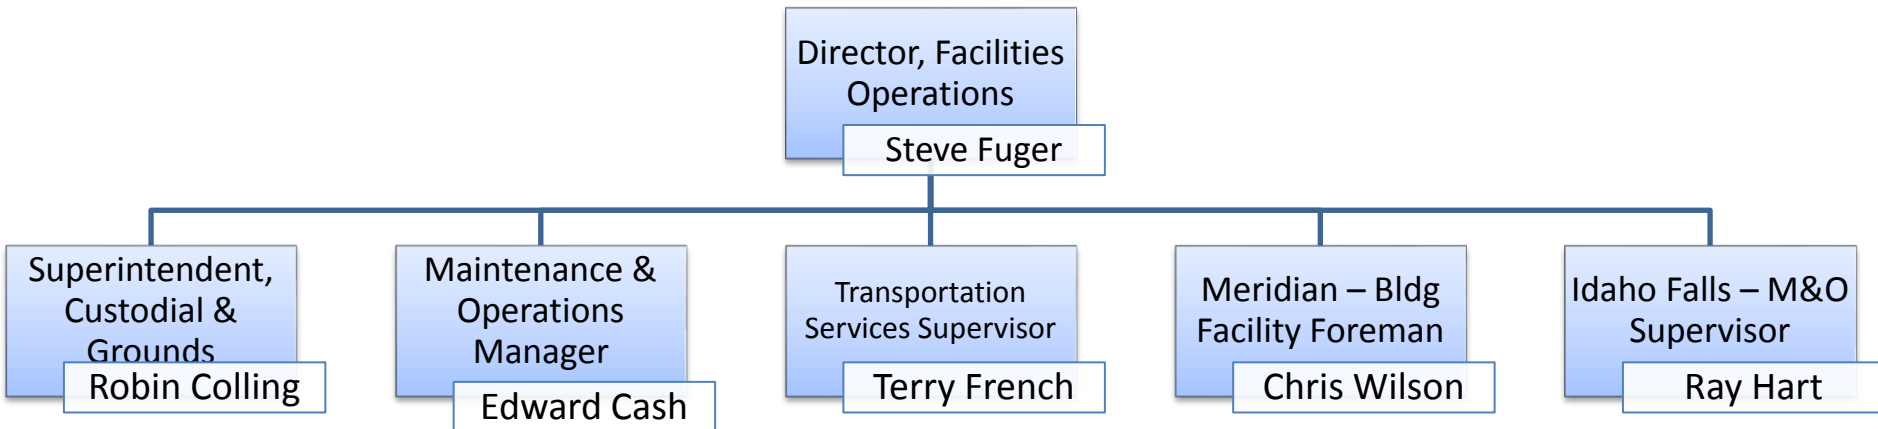 Director, Facilities
Operations
Steve Fuger
Superintendent,
Custodial &
Grounds
Robin Colling
Maintenance &
Operations
Manager
Edward Cash
Transportation
Services Supervisor
Terry French
Meridian – Bldg
Facility Foreman
Chris Wilson
Idaho Falls – M&O
Supervisor
Ray Hart